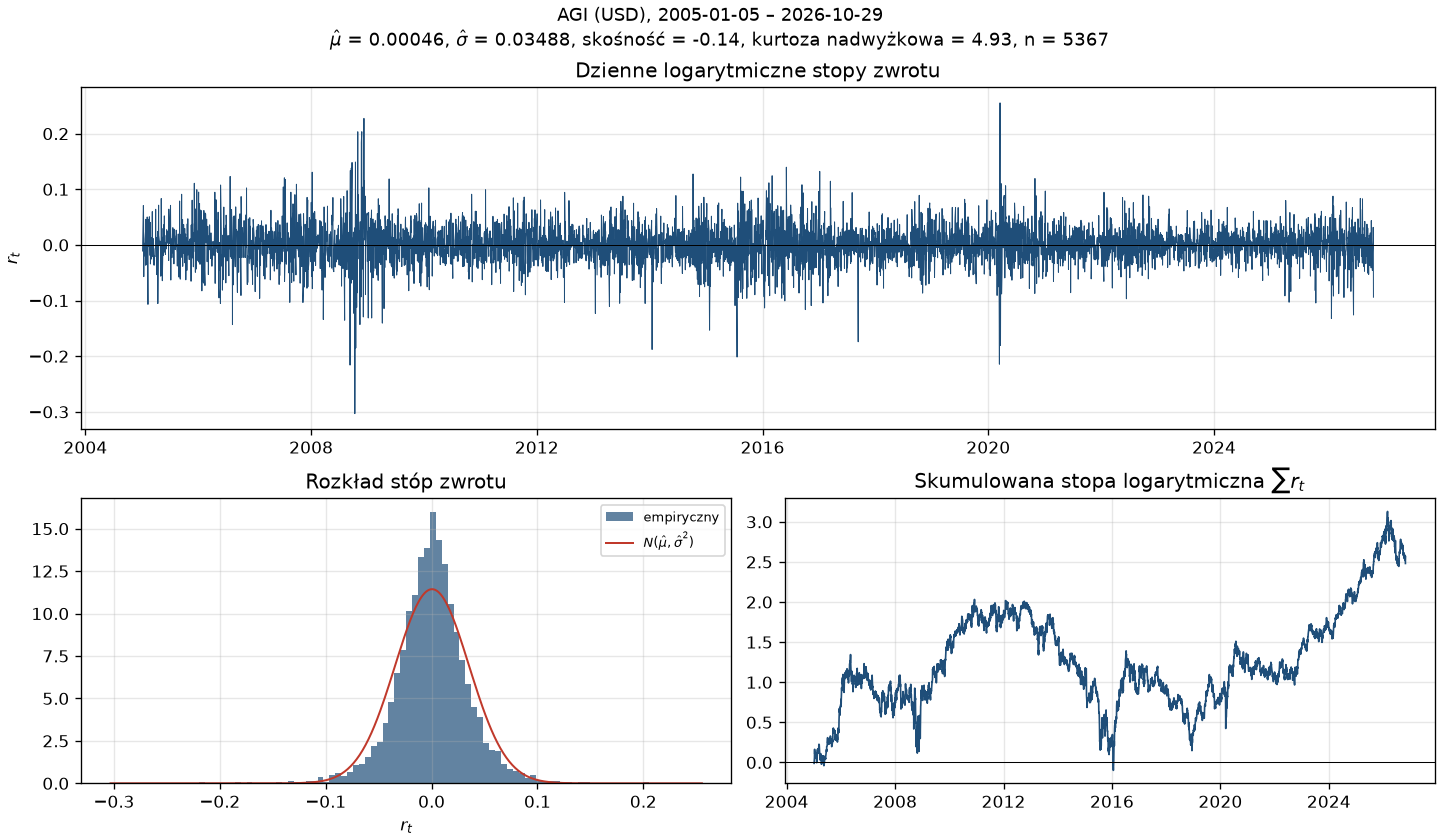 AGI (USD), 2005-01-05 – 2026-10-29
μ̂ = 0.00046, σ̂ = 0.03488, skośność = -0.14, kurtoza nadwyżkowa = 4.93, n = 5367
Dzienne logarytmiczne stopy zwrotu
r_t
0.2
0.1
0.0
−0.1
−0.2
−0.3
2004 2008 2012 2016 2020 2024
Rozkład stóp zwrotu
empiryczny
N(μ̂, σ̂²)
15.0
12.5
10.0
7.5
5.0
2.5
0.0
−0.3 −0.2 −0.1 0.0 0.1 0.2
r_t
Skumulowana stopa logarytmiczna ∑r_t
3.0
2.5
2.0
1.5
1.0
0.5
0.0
2004 2008 2012 2016 2020 2024